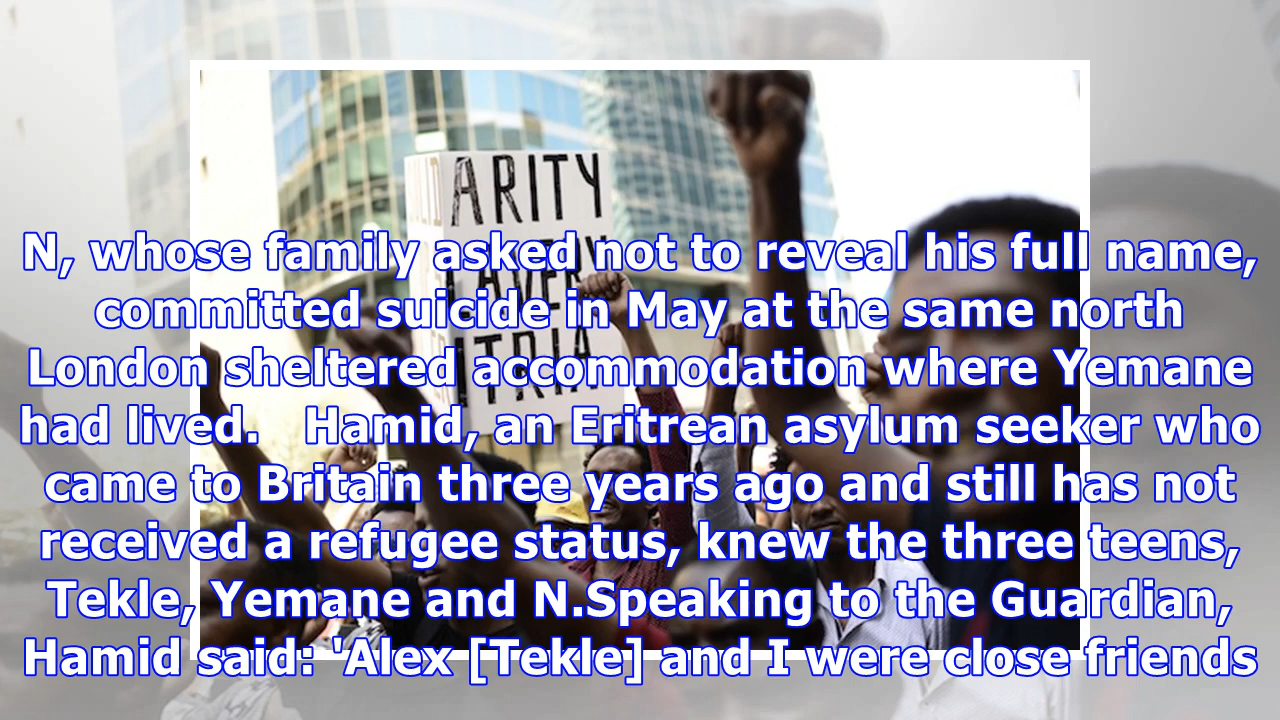 ARITY
N, whose family asked not to reveal his full name,
committed suicide in May at the same north
London sheltered accommodation where Yemane
had lived.   Hamid, an Eritrean asylum seeker who
came to Britain three years ago and still has not
received a refugee status, knew the three teens,
Tekle, Yemane and N.Speaking to the Guardian,
Hamid said: 'Alex [Tekle] and I were close friends